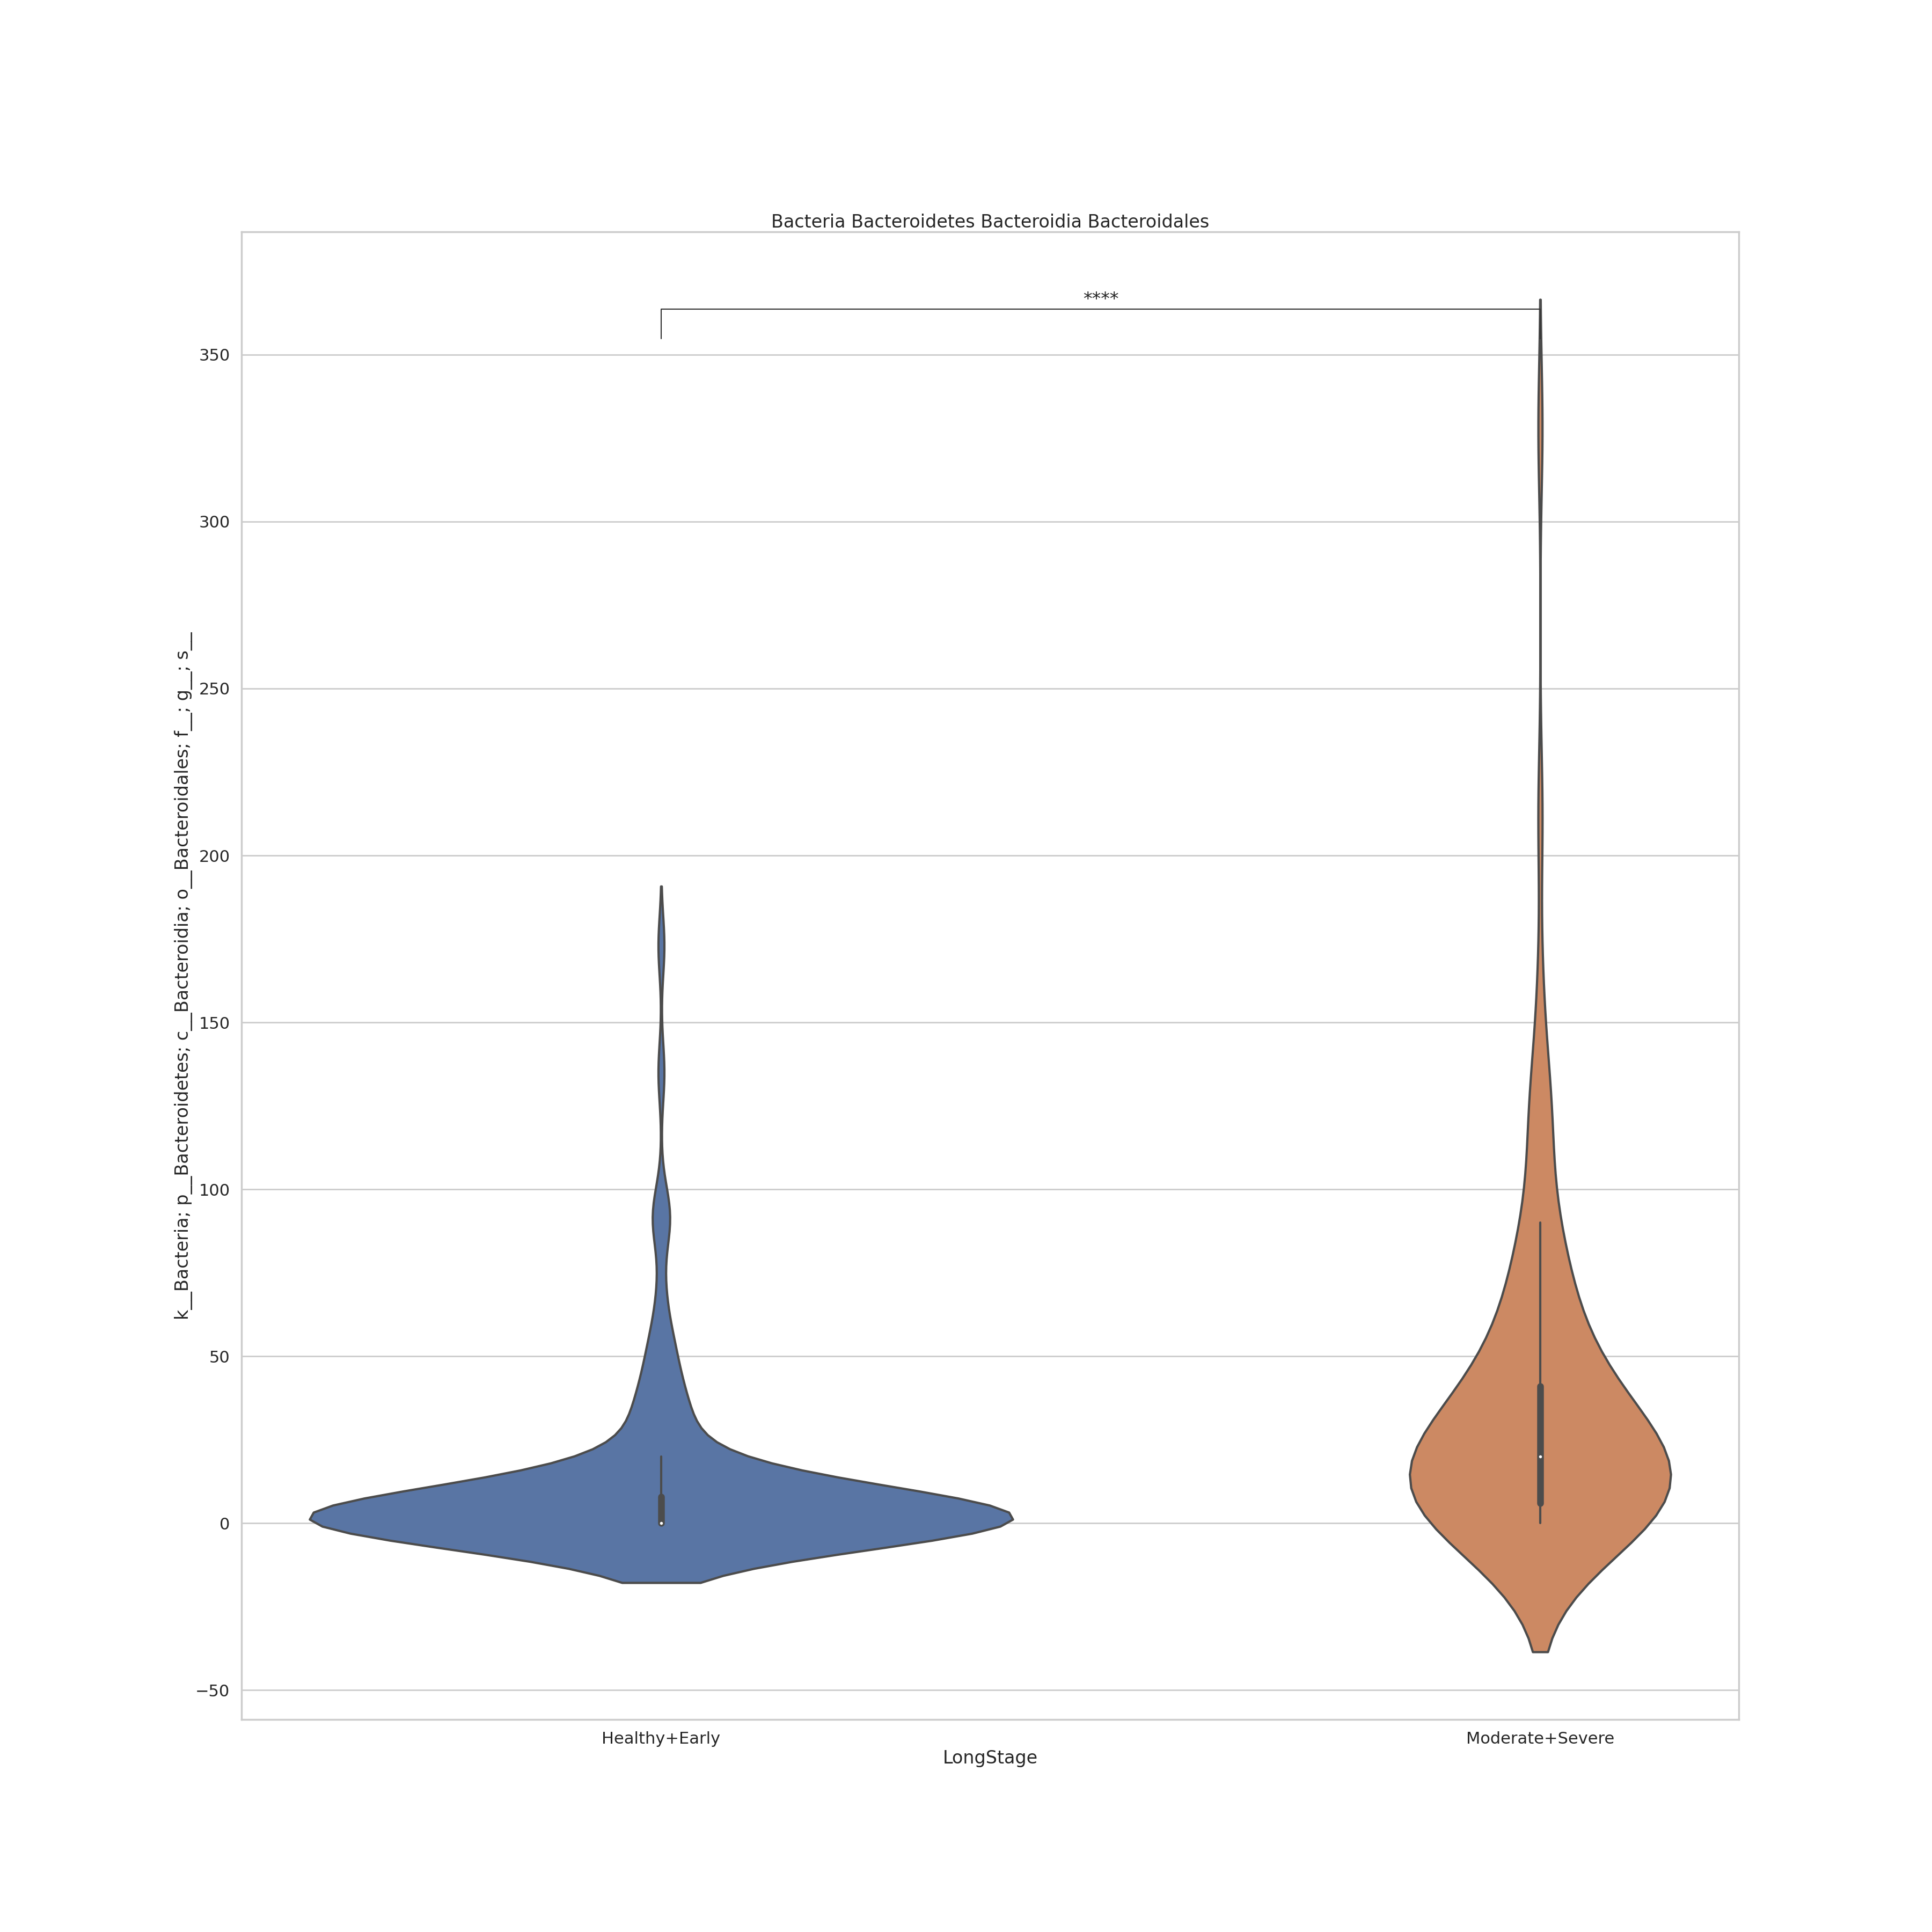 Bacteria Bacteroidetes Bacteroidia Bacteroidales
****
350
300
250
200
150
100
50
0
−50
k__Bacteria; p__Bacteroidetes; c__Bacteroidia; o__Bacteroidales; f__; g__; s__
Healthy+Early
Moderate+Severe
LongStage